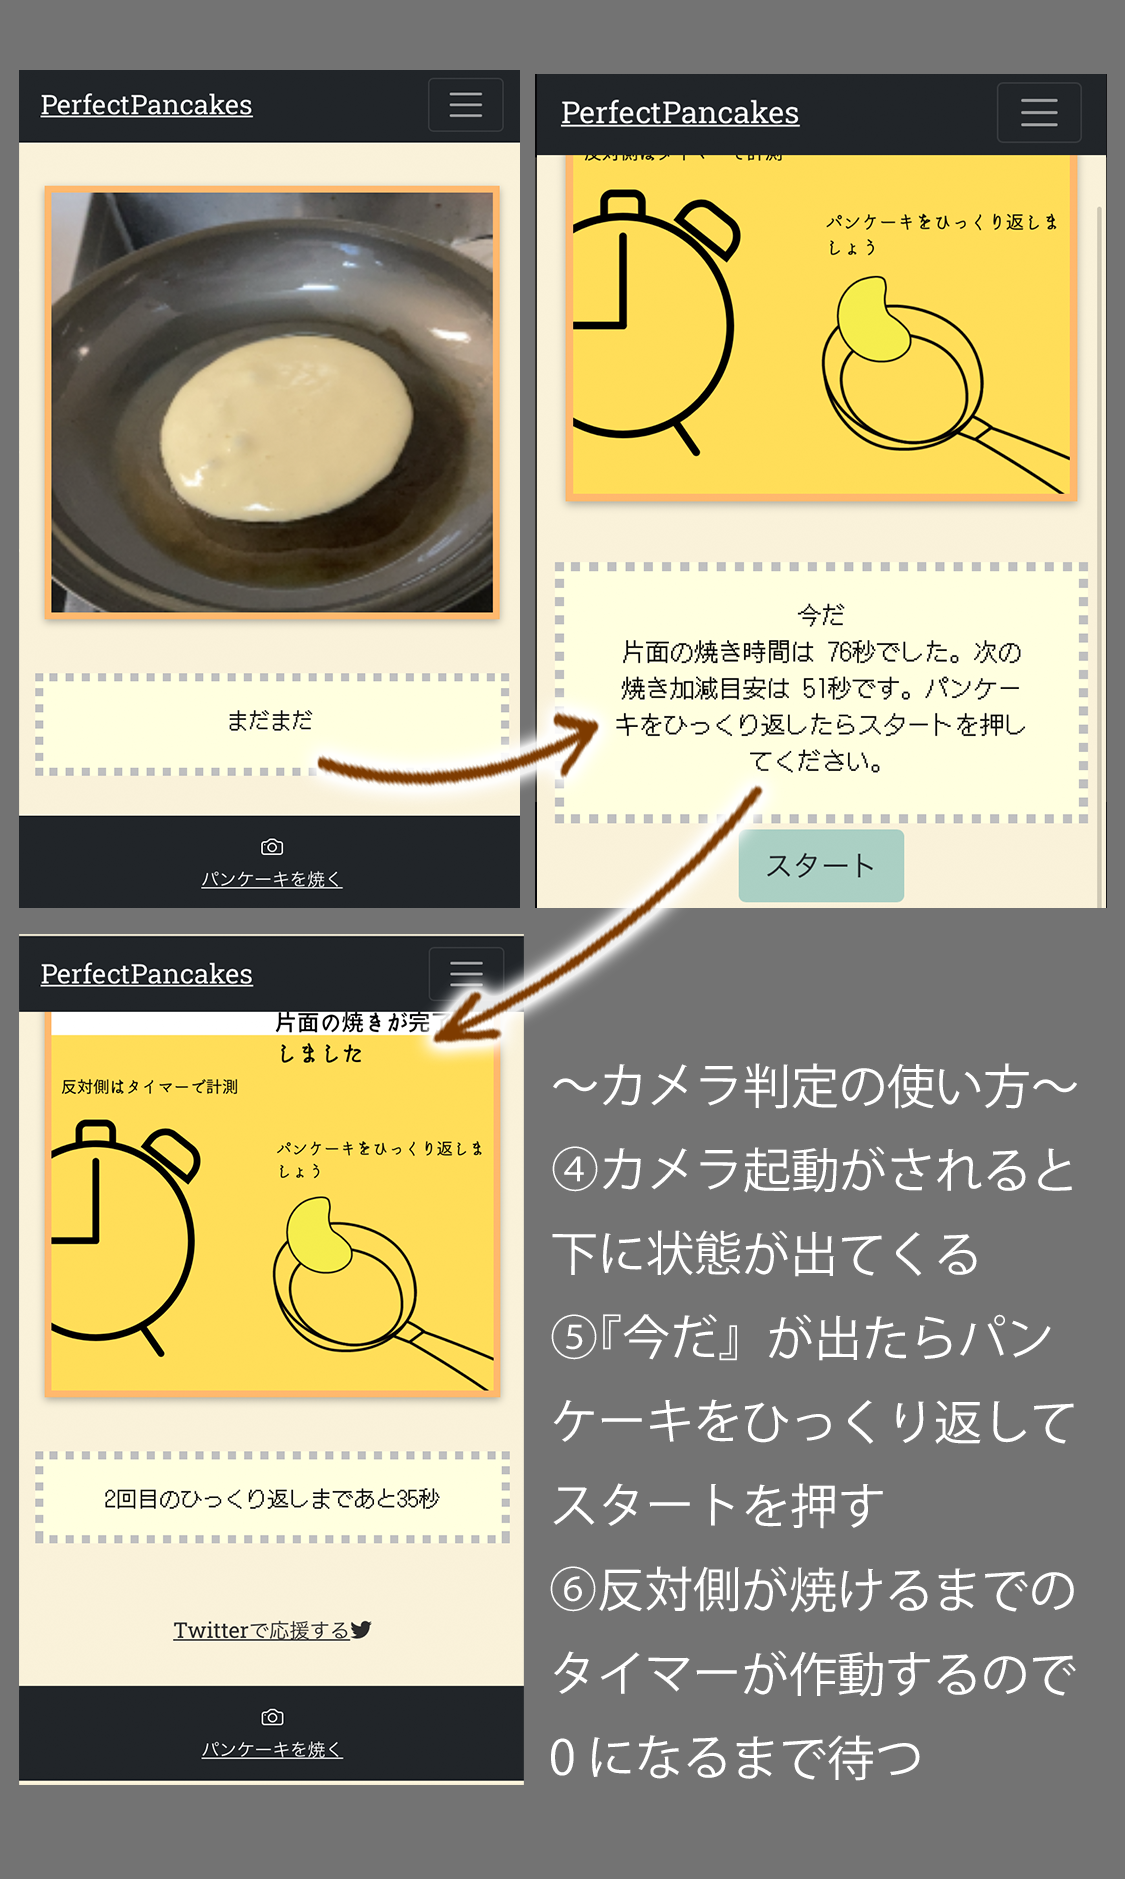 PerfectPancakes
まだまだ
パンケーキを焼く
PerfectPancakes
反対側はタイマーで計測
パンケーキをひっくり返しま
しょう
今だ
片面の焼き時間は 76秒でした。次の
焼き加減目安は 51秒です。パンケー
キをひっくり返したらスタートを押し
てください。
スタート
PerfectPancakes
片面の焼きが完了
しました
反対側はタイマーで計測
パンケーキをひっくり返しま
しょう
2回目のひっくり返しまであと35秒
Twitterで応援する
パンケーキを焼く
～カメラ判定の使い方～
④カメラ起動がされると
下に状態が出てくる
⑤『今だ』が出たらパン
ケーキをひっくり返して
スタートを押す
⑥反対側が焼けるまでの
タイマーが作動するので
0になるまで待つ